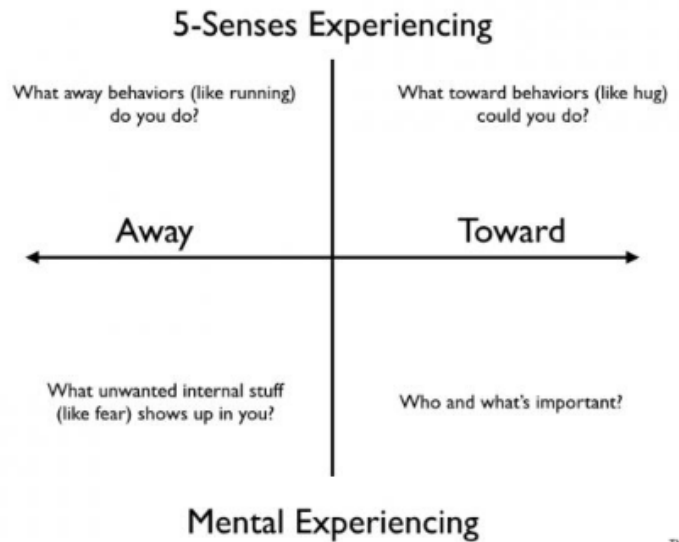 5-Senses Experiencing
What away behaviors (like running)
do you do?
What toward behaviors (like hug)
could you do?
Away
Toward
What unwanted internal stuff
(like fear) shows up in you?
Who and what's important?
Mental Experiencing